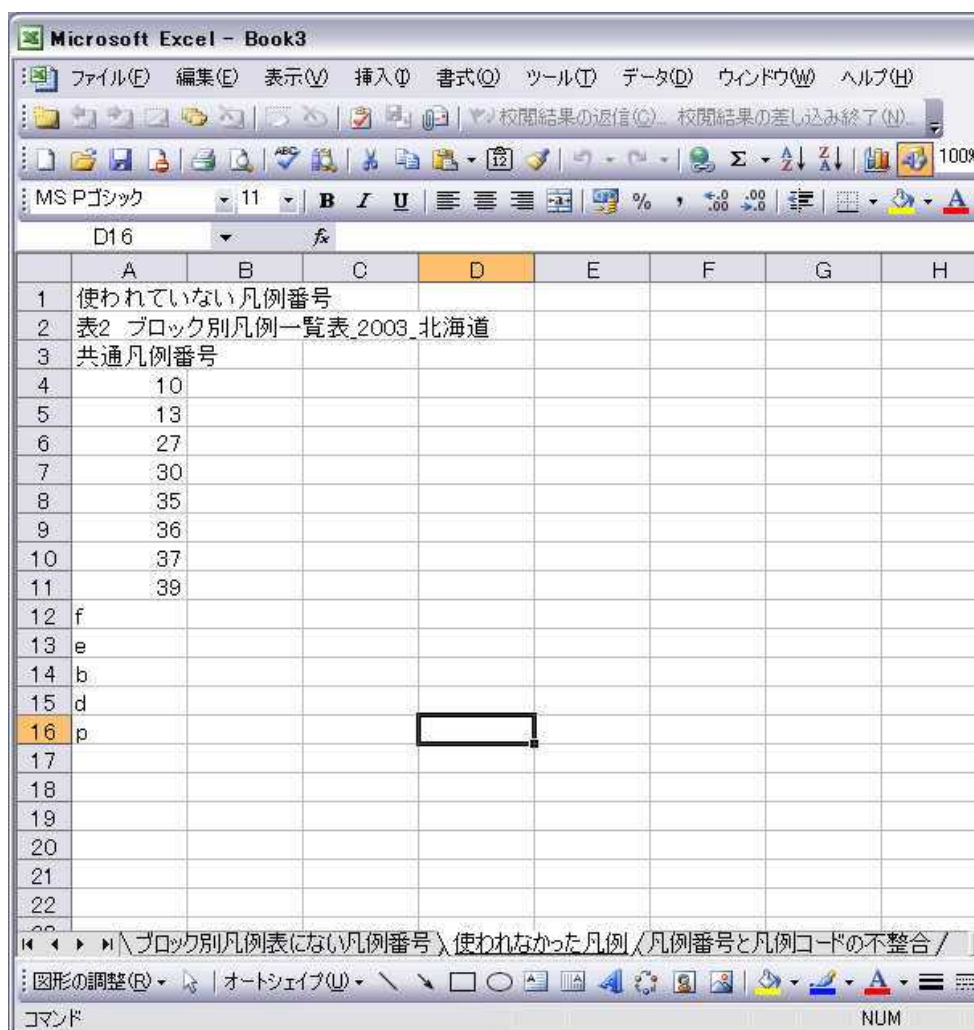 Microsoft Excel - Book3
ファイル(F) 編集(E) 表示(V) 挿入(I) 書式(O) ツール(T) データ(D) ウィンドウ(W) ヘルプ(H)
校閲結果の返信(C)... 校閲結果の差し込み終了(N)...
100%
MS Pゴシック 11 B I U % , .00
D16 fx
A B C D E F G H
1 使われていない凡例番号
2 表2 ブロック別凡例一覧表_2003_北海道
3 共通凡例番号
4 10
5 13
6 27
7 30
8 35
9 36
10 37
11 39
12 f
13 e
14 b
15 d
16 p
17
18
19
20
21
22
ブロック別凡例表にない凡例番号 使われなかった凡例 凡例番号と凡例コードの不整合
図形の調整(R) オートシェイプ(U)
コマンド NUM